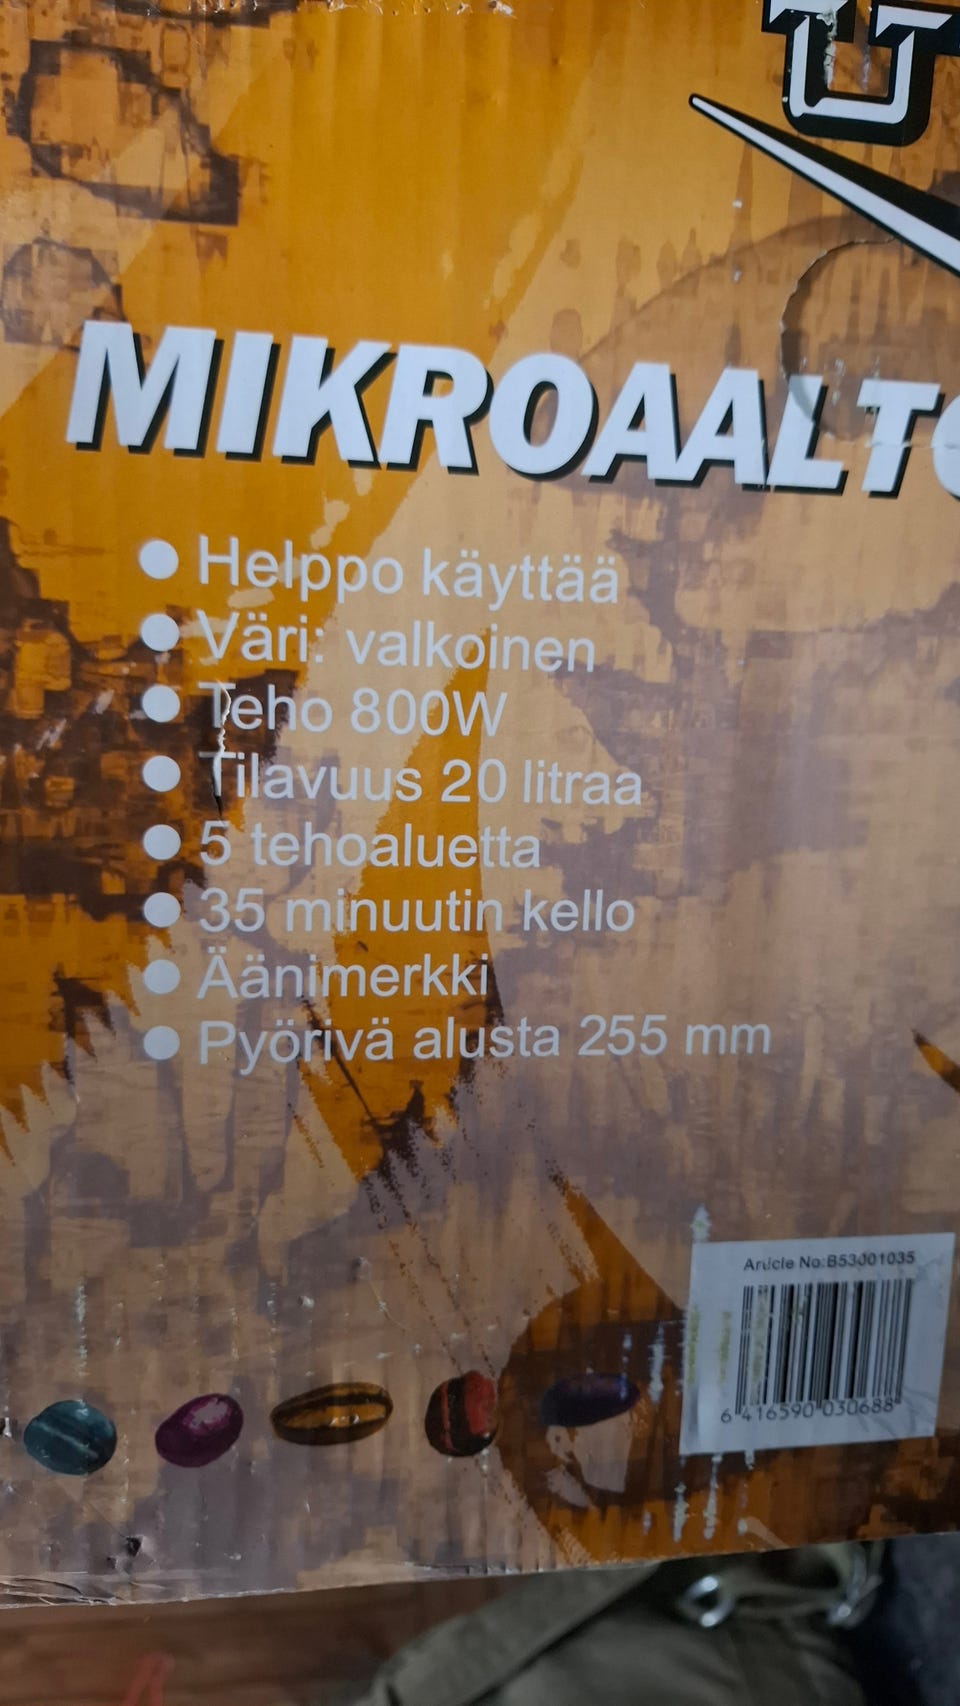 U
MIKROAALTO
● Helppo käyttää
● Väri: valkoinen
● Teho 800W
● Tilavuus 20 litraa
● 5 tehoaluetta
● 35 minuutin kello
● Äänimerkki
● Pyörivä alusta 255 mm
Article No:B53001035
6 416590 030688